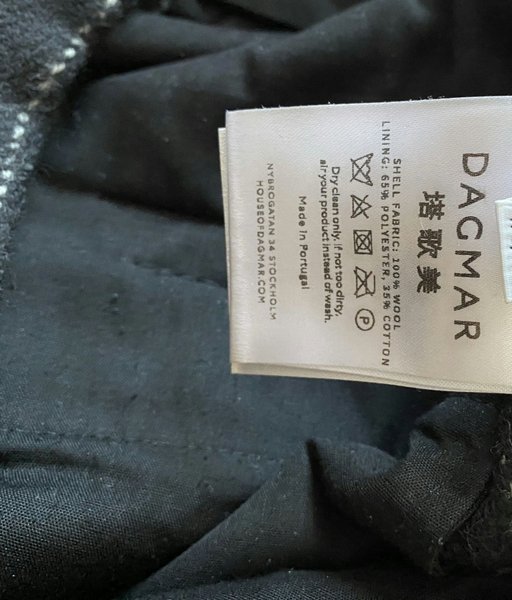 DAGMAR
塔歌美
SHELL FABRIC: 100% WOOL
LINING: 65% POLYESTER, 35% COTTON
P
Dry clean only. If not too dirty,
air your product instead of wash.
Made in Portugal
NYBROGATAN 34 STOCKHOLM
HOUSEOFDAGMAR.COM